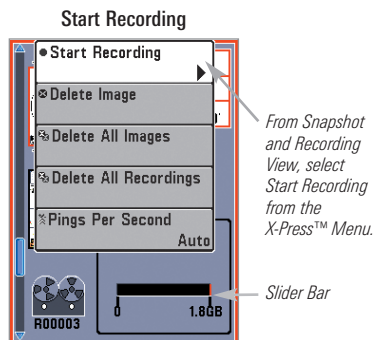 Start Recording
Start Recording
Delete Image
Delete All Images
Delete All Recordings
Pings Per Second
Auto
From Snapshot
and Recording
View, select
Start Recording
from the
X-Press™ Menu.
Slider Bar
R00003
0
1.8GB